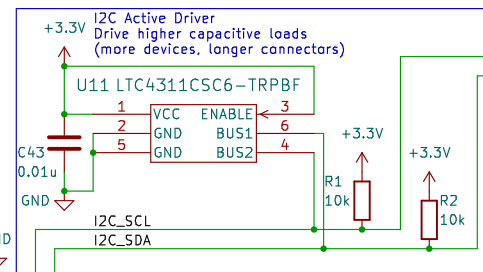 I2C Active Driver
Drive higher capacitive loads
(more devices, longer connectors)
+3.3V
U11 LTC4311CSC6-TRPBF
1 VCC ENABLE 3
2 GND BUS1 6
5 GND BUS2 4
C43
0.01u
GND
+3.3V
+3.3V
R1
10k
R2
10k
I2C_SCL
I2C_SDA